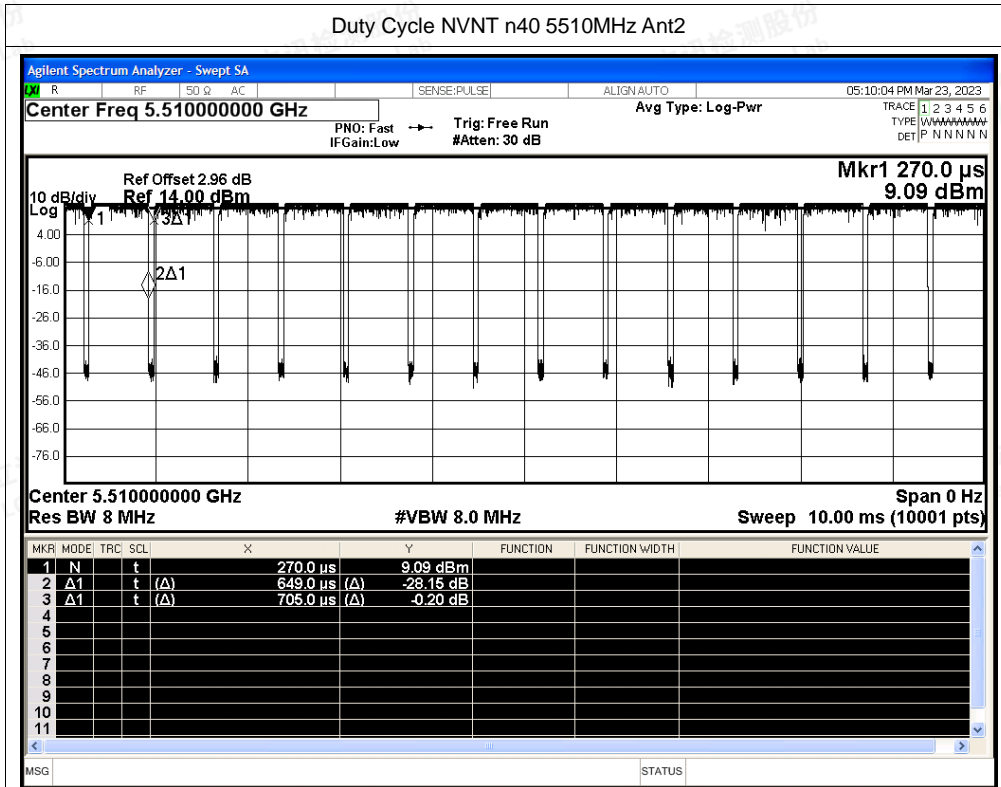 Duty Cycle NVNT n40 5510MHz Ant2
Agilent Spectrum Analyzer - Swept SA
LXI R RF 50 Ω AC SENSE:PULSE ALIGN AUTO 05:10:04 PM Mar 23, 2023
Center Freq 5.510000000 GHz Avg Type: Log-Pwr TRACE 1 2 3 4 5 6
PNO: Fast Trig: Free Run TYPE WWWWWW
IFGain:Low #Atten: 30 dB DET P N N N N N
Mkr1 270.0 µs
Ref Offset 2.96 dB
10 dB/div Ref 14.00 dBm 9.09 dBm
Log
1 3Δ1
4.00
-6.00
2Δ1
-16.0
-26.0
-36.0
-46.0
-56.0
-66.0
-76.0
Center 5.510000000 GHz Span 0 Hz
Res BW 8 MHz #VBW 8.0 MHz Sweep 10.00 ms (10001 pts)
MKR MODE TRC SCL X Y FUNCTION FUNCTION WIDTH FUNCTION VALUE
1 N t 270.0 µs 9.09 dBm
2 Δ1 t (Δ) 649.0 µs (Δ) -28.15 dB
3 Δ1 t (Δ) 705.0 µs (Δ) -0.20 dB
4
5
6
7
8
9
10
11
MSG STATUS